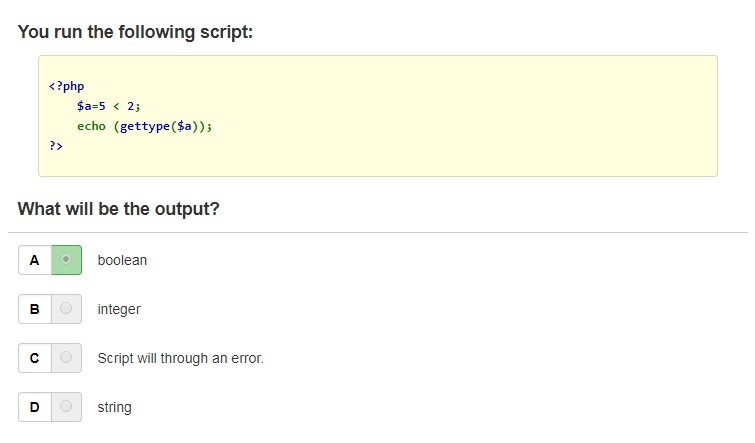 You run the following script:
<?php
$a=5 < 2;
echo (gettype($a));
?>
What will be the output?
A boolean
B integer
C Script will through an error.
D string